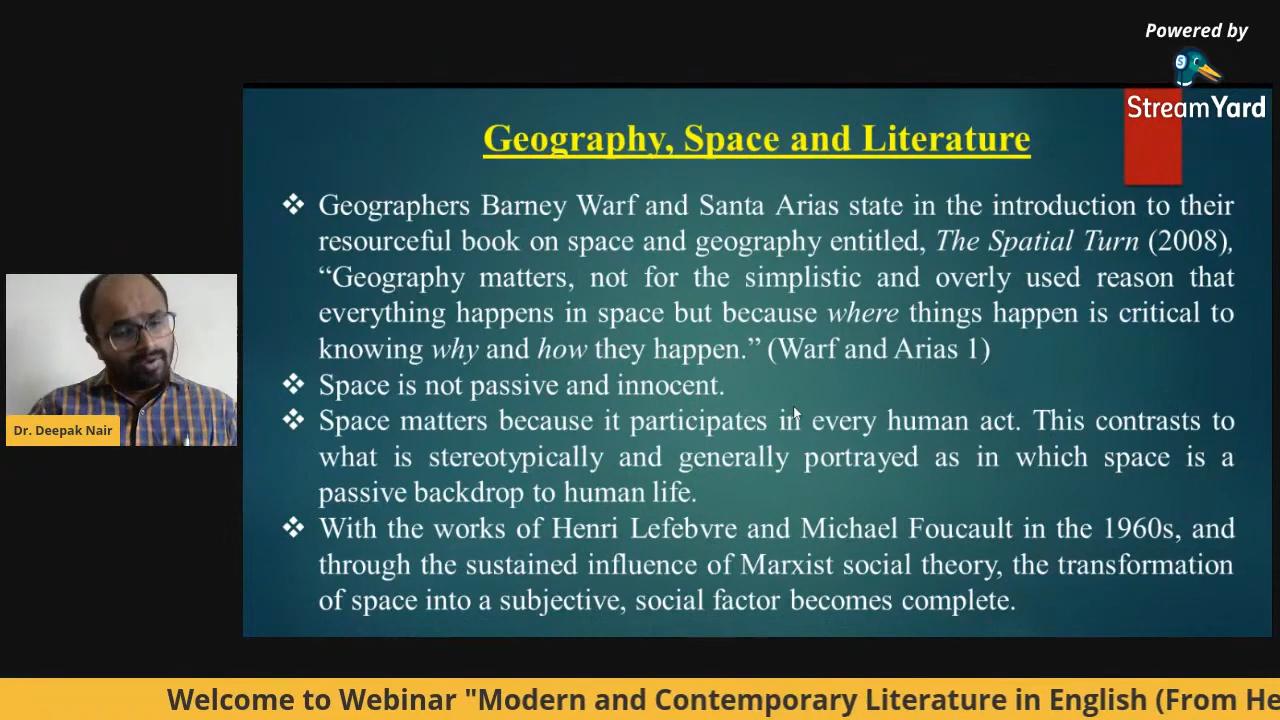 Powered by
StreamYard
Geography, Space and Literature
❖ Geographers Barney Warf and Santa Arias state in the introduction to their
resourceful book on space and geography entitled, The Spatial Turn (2008),
“Geography matters, not for the simplistic and overly used reason that
everything happens in space but because where things happen is critical to
knowing why and how they happen.” (Warf and Arias 1)
❖ Space is not passive and innocent.
❖ Space matters because it participates in every human act. This contrasts to
what is stereotypically and generally portrayed as in which space is a
passive backdrop to human life.
❖ With the works of Henri Lefebvre and Michael Foucault in the 1960s, and
through the sustained influence of Marxist social theory, the transformation
of space into a subjective, social factor becomes complete.
Dr. Deepak Nair
Welcome to Webinar "Modern and Contemporary Literature in English (From He